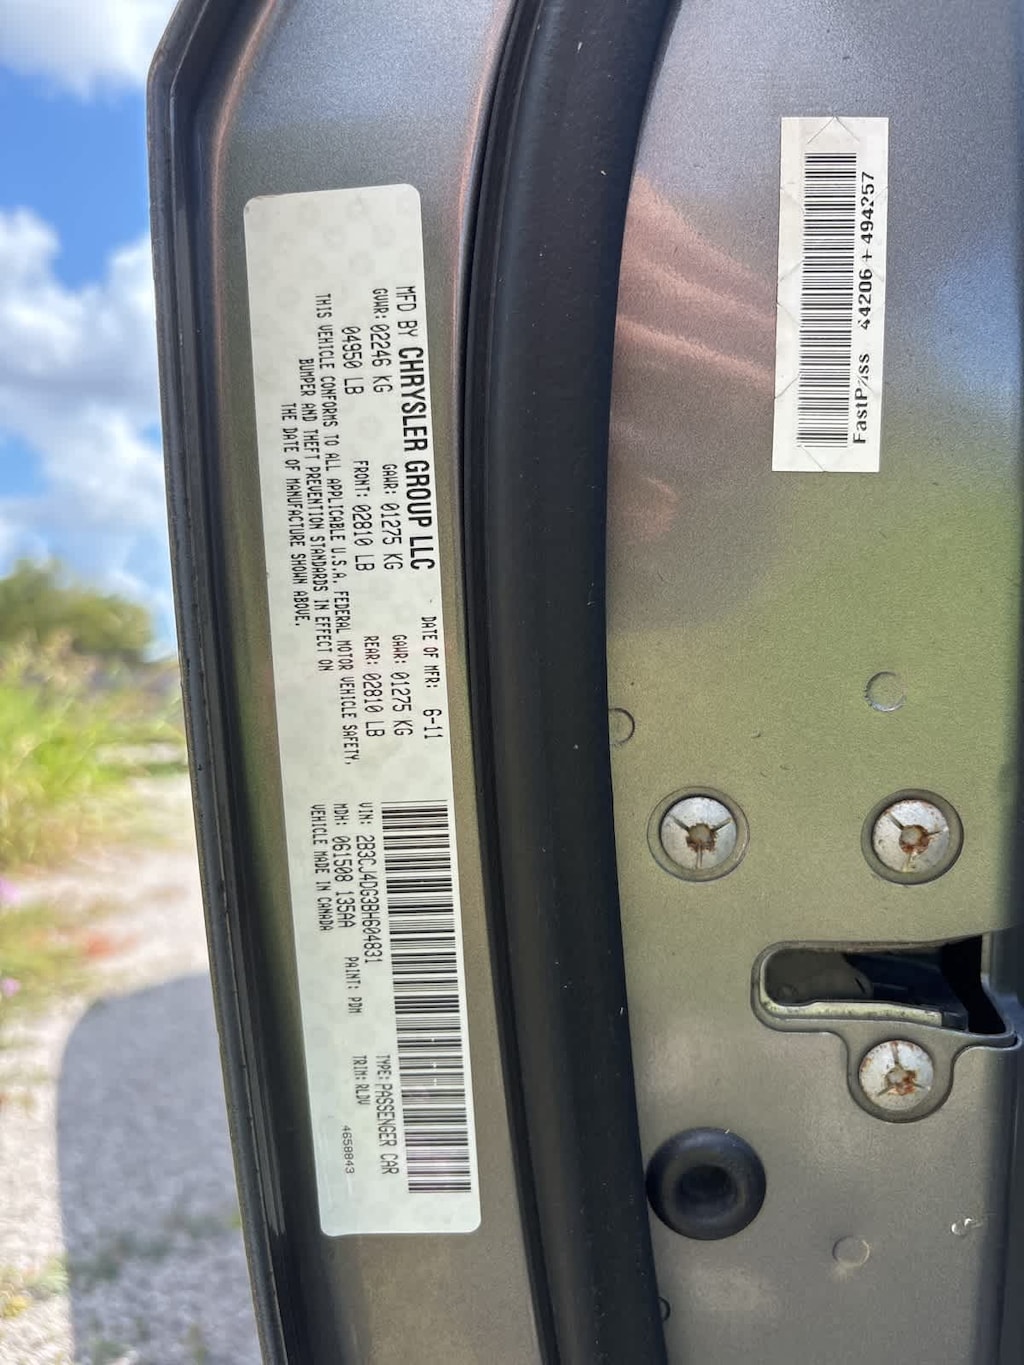 MFD BY CHRYSLER GROUP LLC DATE OF MFR: 6-11
GVWR: 02246 KG GAWR: 01275 KG GAWR: 01275 KG
04950 LB FRONT: 02810 LB REAR: 02810 LB
THIS VEHICLE CONFORMS TO ALL APPLICABLE U.S.A. FEDERAL MOTOR VEHICLE SAFETY,
BUMPER AND THEFT PREVENTION STANDARDS IN EFFECT ON
THE DATE OF MANUFACTURE SHOWN ABOVE.
VIN: 2B3CJ4DG3BH604831 TYPE: PASSENGER CAR
MDH: 061508 135AA PAINT: PDM TRIM: RLDV
VEHICLE MADE IN CANADA 4658843
FastPass 44206 + 494257